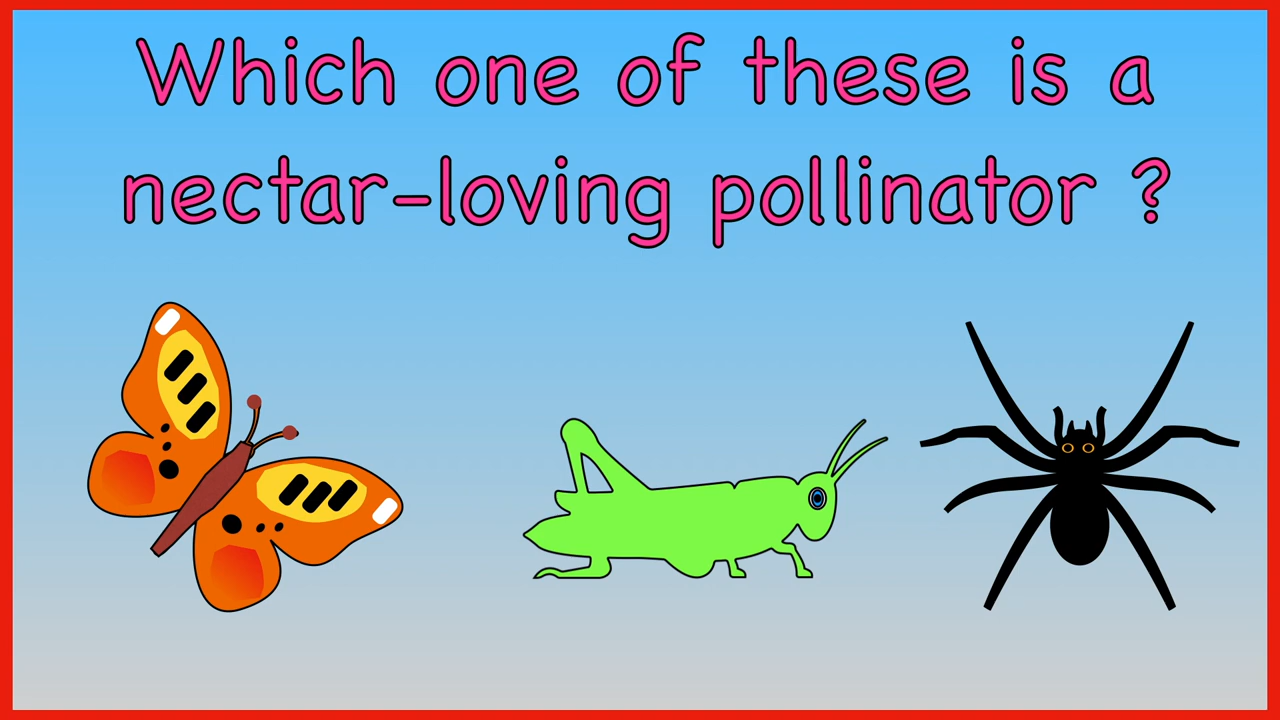 Which one of these is a
nectar-loving pollinator ?